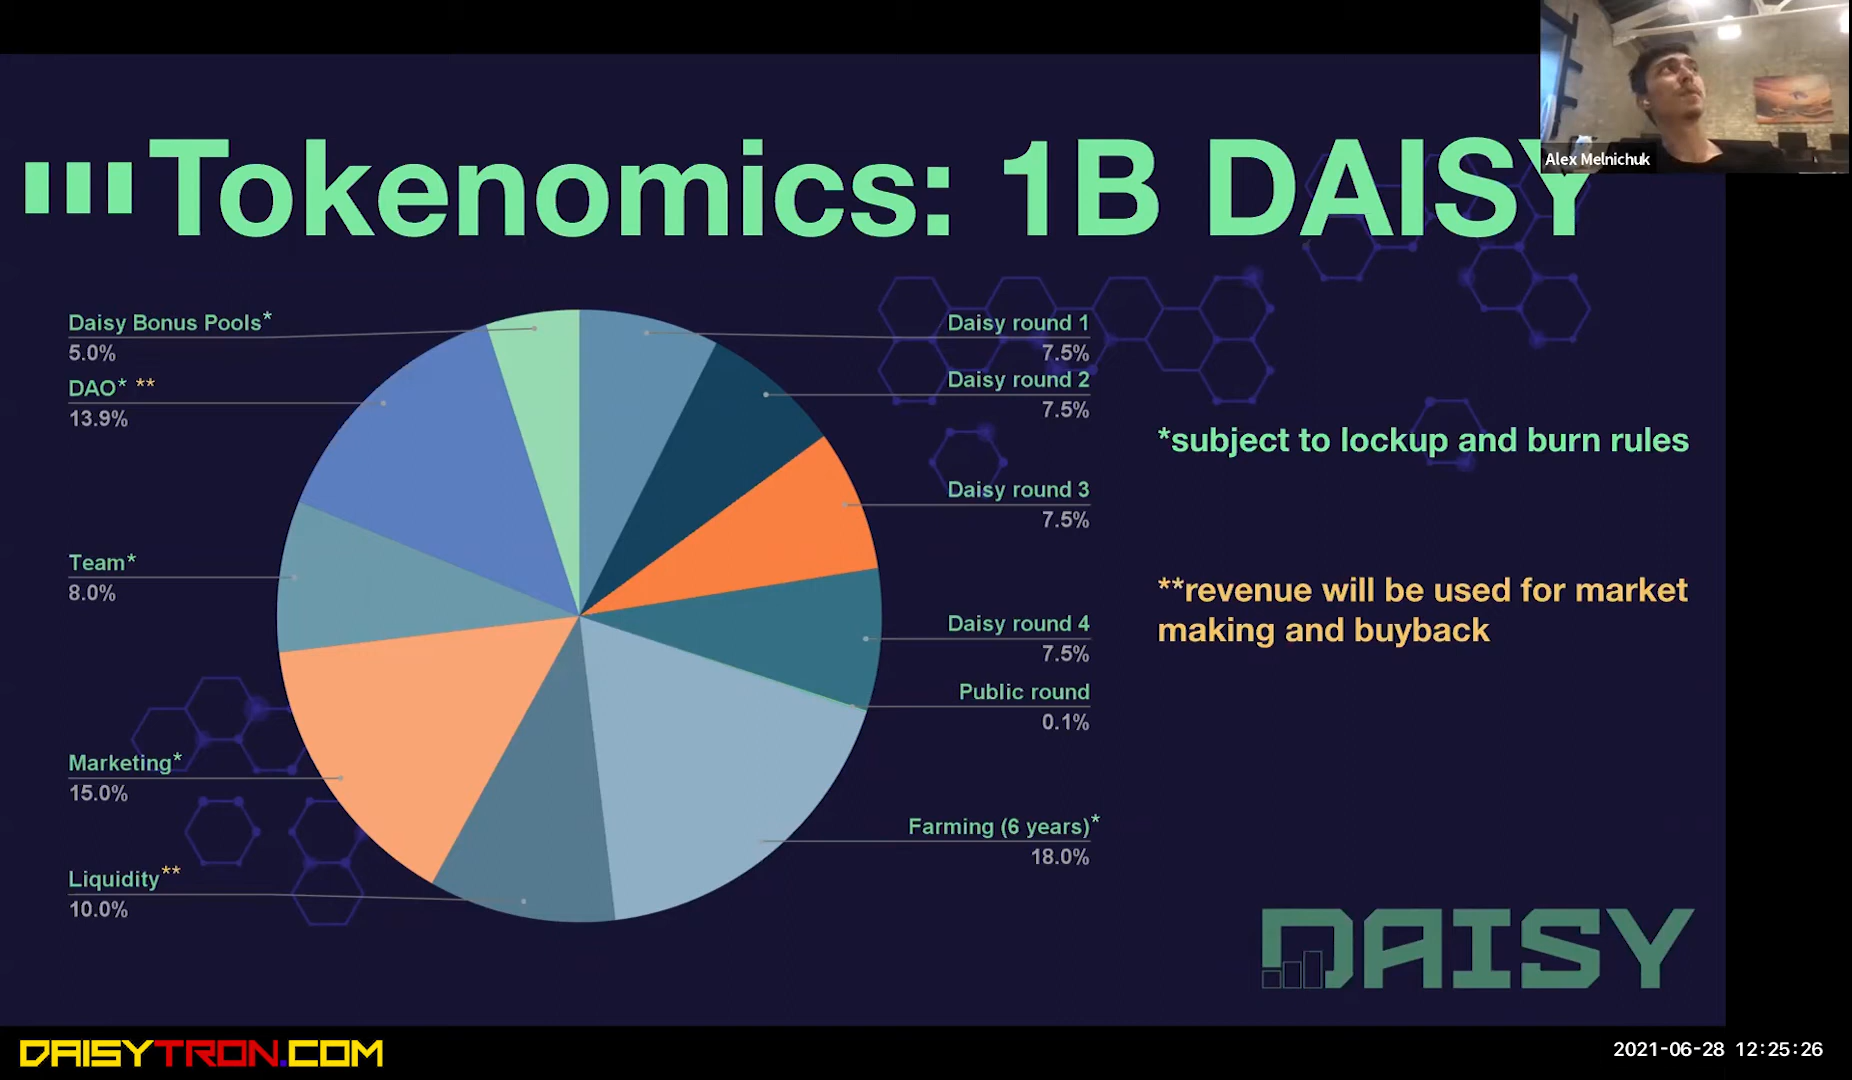 Alex Melnichuk
Tokenomics: 1B DAISY
Daisy Bonus Pools*
5.0%
DAO* **
13.9%
Team*
8.0%
Marketing*
15.0%
Liquidity**
10.0%
Daisy round 1
7.5%
Daisy round 2
7.5%
Daisy round 3
7.5%
Daisy round 4
7.5%
Public round
0.1%
Farming (6 years)*
18.0%
*subject to lockup and burn rules
**revenue will be used for market
making and buyback
DAISY
DAISYTRON.COM
2021-06-28 12:25:26